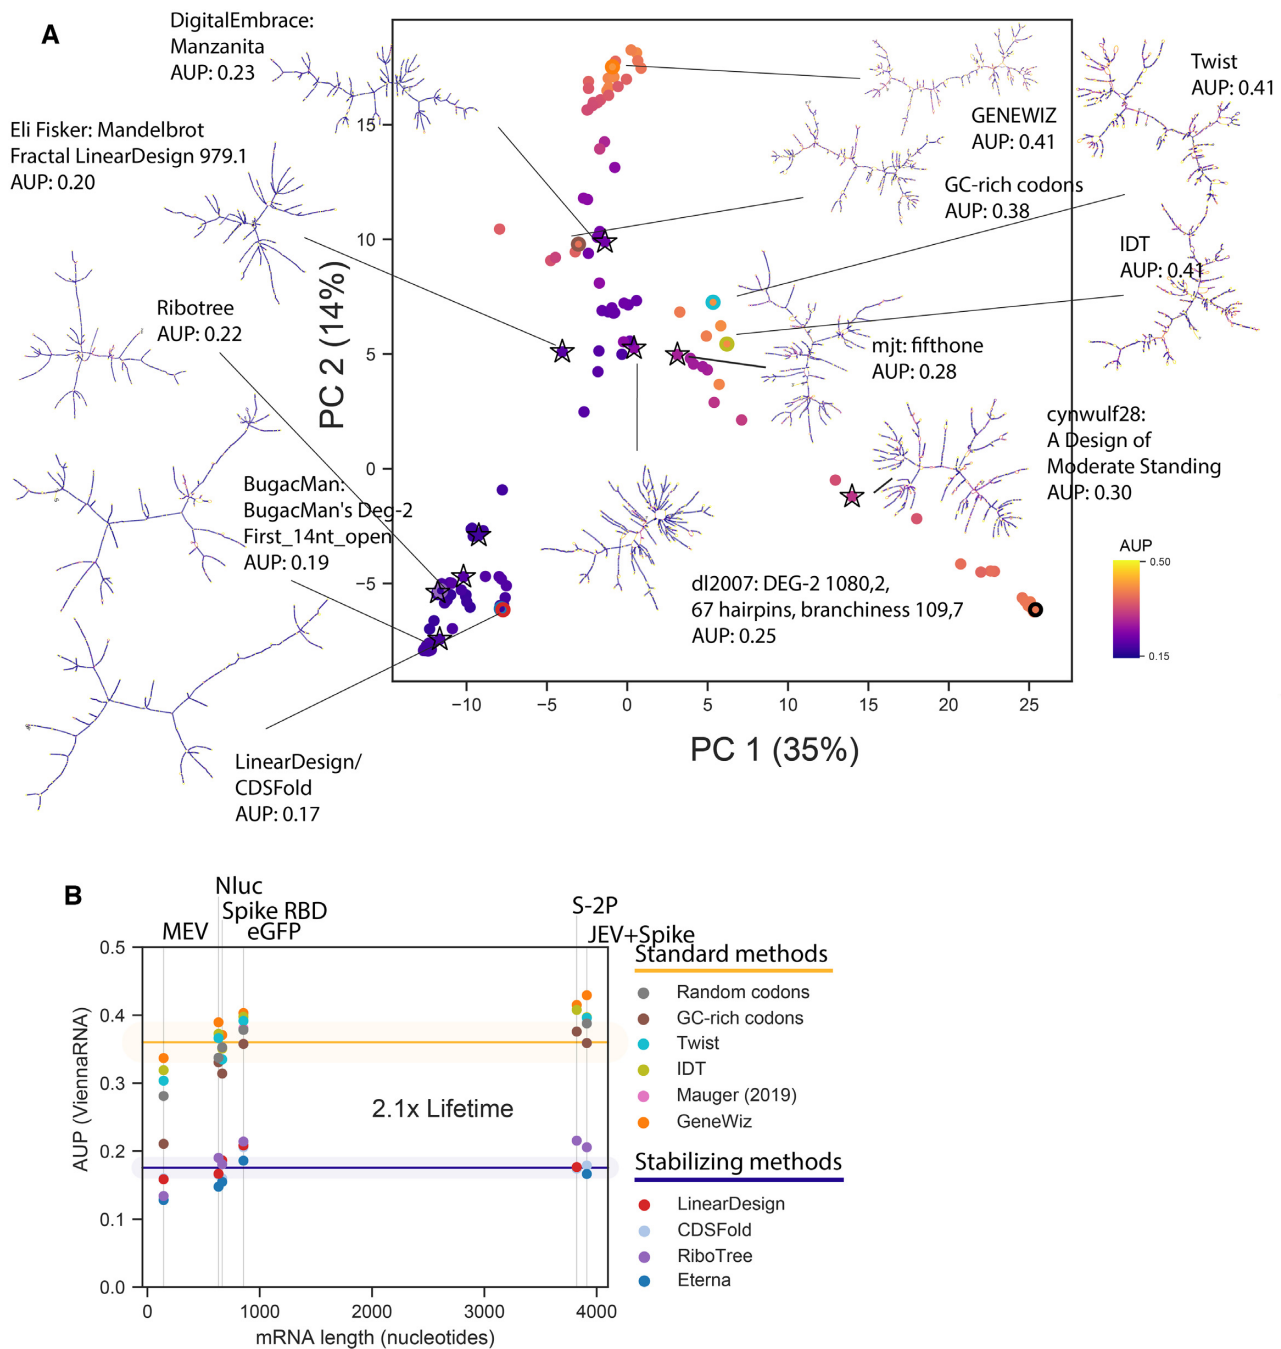 A
DigitalEmbrace:
Manzanita
AUP: 0.23
Eli Fisker: Mandelbrot
Fractal LinearDesign 979.1
AUP: 0.20
Ribotree
AUP: 0.22
BugacMan:
BugacMan's Deg-2
First_14nt_open
AUP: 0.19
LinearDesign/
CDSFold
AUP: 0.17
Twist
AUP: 0.41
GENEWIZ
AUP: 0.41
GC-rich codons
AUP: 0.38
IDT
AUP: 0.41
mjt: fifthone
AUP: 0.28
cynwulf28:
A Design of
Moderate Standing
AUP: 0.30
dl2007: DEG-2 1080,2,
67 hairpins, branchiness 109,7
AUP: 0.25
AUP
0.50
0.15
PC 2 (14%)
15
10
5
0
−5
−10
−5
0
5
10
15
20
25
PC 1 (35%)
B
Nluc
Spike RBD
MEV
eGFP
S-2P
JEV+Spike
AUP (ViennaRNA)
0.5
0.4
0.3
0.2
0.1
0.0
2.1x Lifetime
0
1000
2000
3000
4000
mRNA length (nucleotides)
Standard methods
Random codons
GC-rich codons
Twist
IDT
Mauger (2019)
GeneWiz
Stabilizing methods
LinearDesign
CDSFold
RiboTree
Eterna